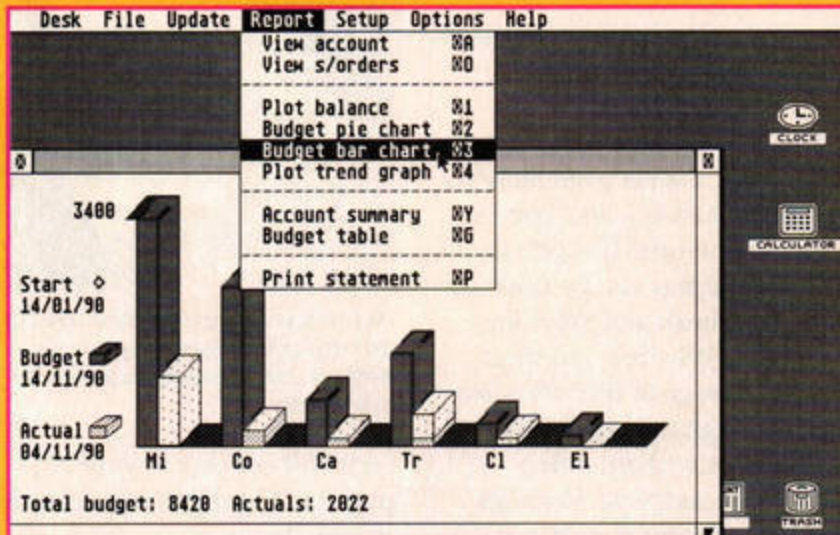 Desk File Update Report Setup Options Help
View account ⌧A
View s/orders ⌧O
Plot balance ⌧1
Budget pie chart ⌧2
Budget bar chart ⌧3
Plot trend graph ⌧4
Account summary ⌧Y
Budget table ⌧G
Print statement ⌧P
CLOCK
CALCULATOR
TRASH
3400
Start
14/01/90
Budget
14/11/90
Actual
04/11/90
Mi Co Ca Tr Cl El
Total budget: 8420 Actuals: 2022